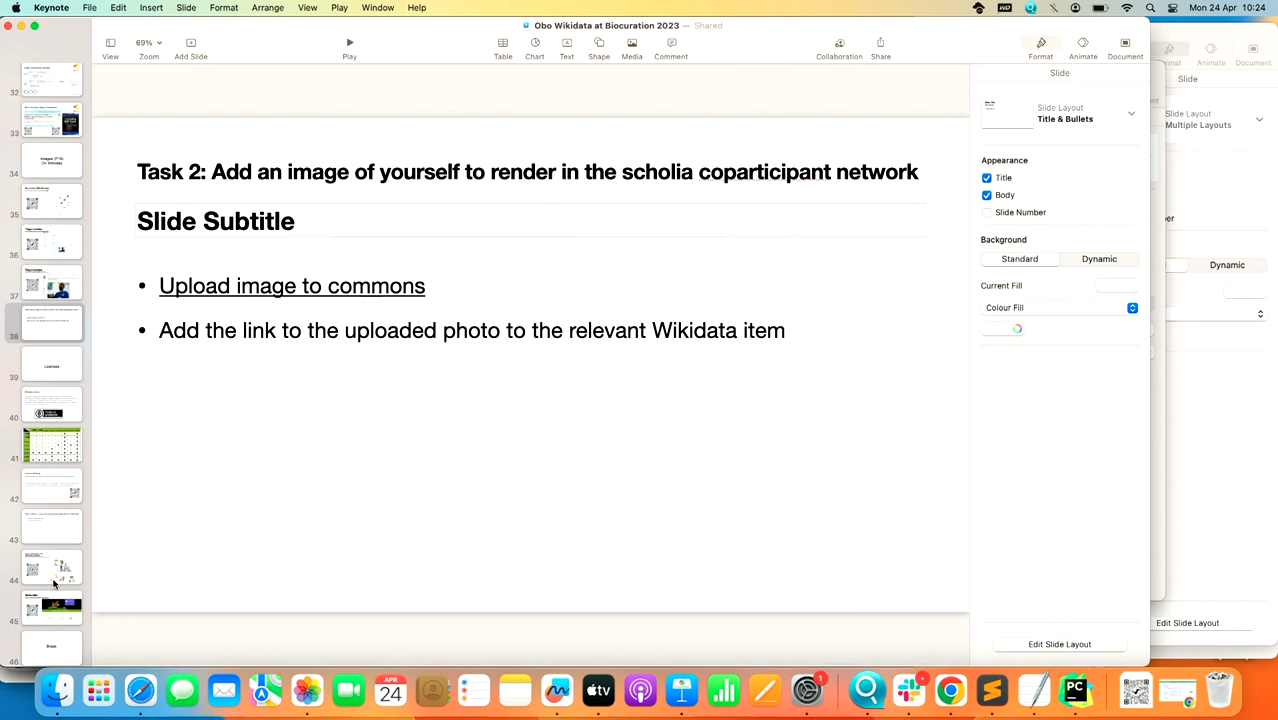 Keynote File Edit Insert Slide Format Arrange View Play Window Help
Mon 24 Apr 10:24
Obo Wikidata at Biocuration 2023 — Shared
69%
View Zoom Add Slide Play Table Chart Text Shape Media Comment Collaboration Share Format Animate Document
Animate Document
Slide
Slide
Slide Layout
Title & Bullets
Slide Layout
Multiple Layouts
Appearance
Title
Body
Slide Number
Background
Standard Dynamic
Dynamic
Current Fill
Colour Fill
Edit Slide Layout
Edit Slide Layout
Task 2: Add an image of yourself to render in the scholia coparticipant network
Slide Subtitle
• Upload image to commons
• Add the link to the uploaded photo to the relevant Wikidata item
32
33
34
35
36
37
38
39
40
41
42
43
44
45
46
Licenses
Break
APR
24
tv
1
PC